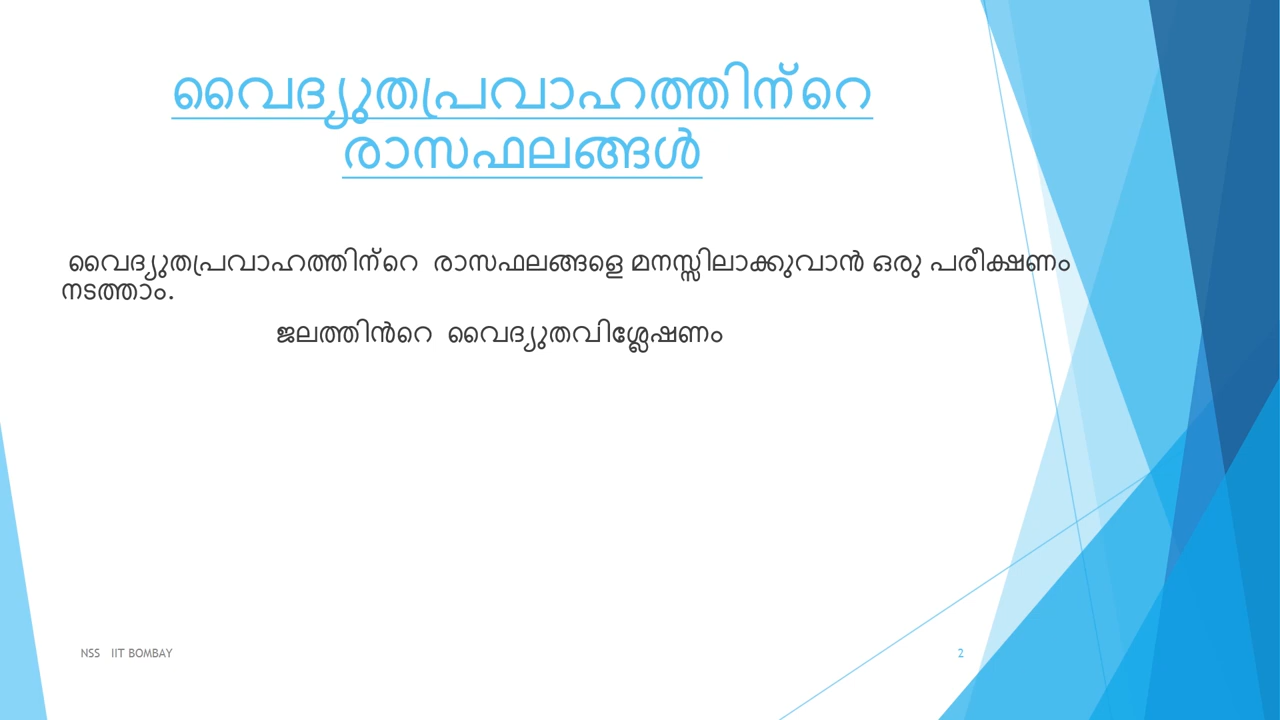 വൈദ്യുതപ്രവാഹത്തിന്റെ
രാസഫലങ്ങൾ
വൈദ്യുതപ്രവാഹത്തിന്റെ രാസഫലങ്ങളെ മനസ്സിലാക്കുവാൻ ഒരു പരീക്ഷണം
നടത്താം.
ജലത്തിൻറെ വൈദ്യുതവിശ്ലേഷണം
NSS IIT BOMBAY
2